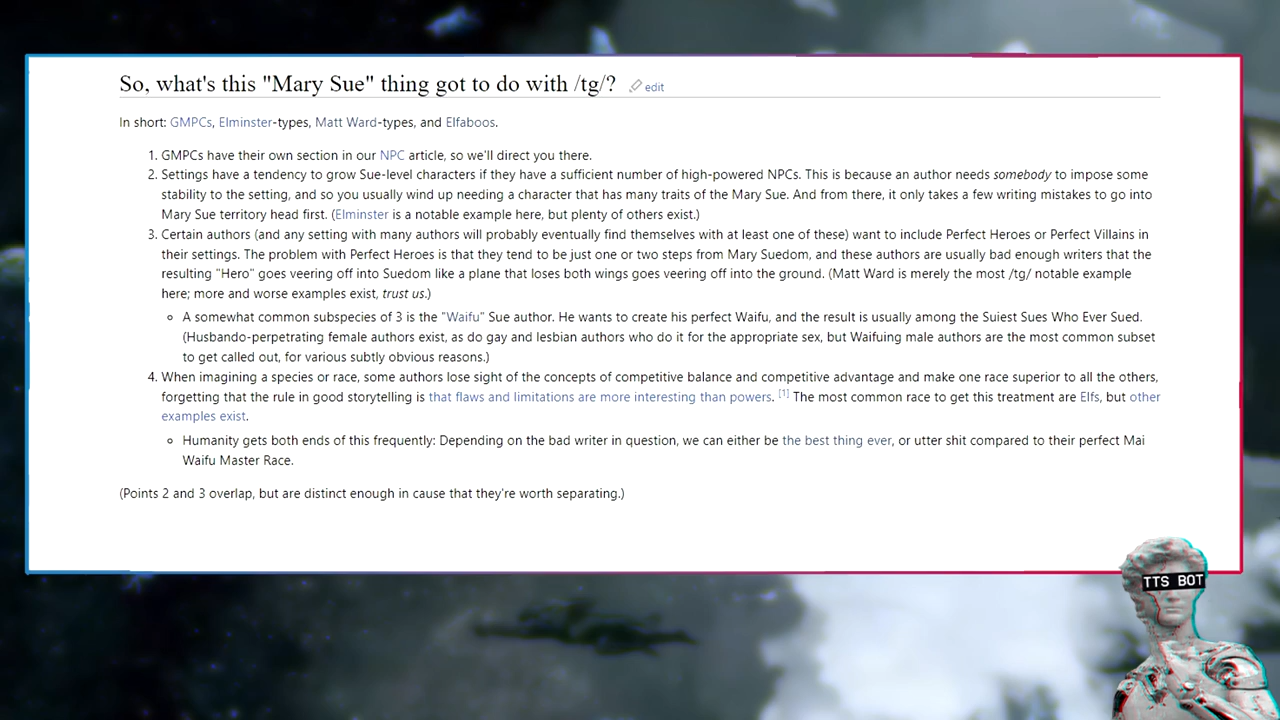 So, what's this "Mary Sue" thing got to do with /tg/? edit
In short: GMPCs, Elminster-types, Matt Ward-types, and Elfaboos.
1. GMPCs have their own section in our NPC article, so we'll direct you there.
2. Settings have a tendency to grow Sue-level characters if they have a sufficient number of high-powered NPCs. This is because an author needs somebody to impose some
stability to the setting, and so you usually wind up needing a character that has many traits of the Mary Sue. And from there, it only takes a few writing mistakes to go into
Mary Sue territory head first. (Elminster is a notable example here, but plenty of others exist.)
3. Certain authors (and any setting with many authors will probably eventually find themselves with at least one of these) want to include Perfect Heroes or Perfect Villains in
their settings. The problem with Perfect Heroes is that they tend to be just one or two steps from Mary Suedom, and these authors are usually bad enough writers that the
resulting "Hero" goes veering off into Suedom like a plane that loses both wings goes veering off into the ground. (Matt Ward is merely the most /tg/ notable example
here; more and worse examples exist, trust us.)
A somewhat common subspecies of 3 is the "Waifu" Sue author. He wants to create his perfect Waifu, and the result is usually among the Suiest Sues Who Ever Sued.
(Husbando-perpetrating female authors exist, as do gay and lesbian authors who do it for the appropriate sex, but Waifuing male authors are the most common subset
to get called out, for various subtly obvious reasons.)
4. When imagining a species or race, some authors lose sight of the concepts of competitive balance and competitive advantage and make one race superior to all the others,
forgetting that the rule in good storytelling is that flaws and limitations are more interesting than powers. [1] The most common race to get this treatment are Elfs, but other
examples exist.
Humanity gets both ends of this frequently: Depending on the bad writer in question, we can either be the best thing ever, or utter shit compared to their perfect Mai
Waifu Master Race.
(Points 2 and 3 overlap, but are distinct enough in cause that they're worth separating.)
TTS BOT